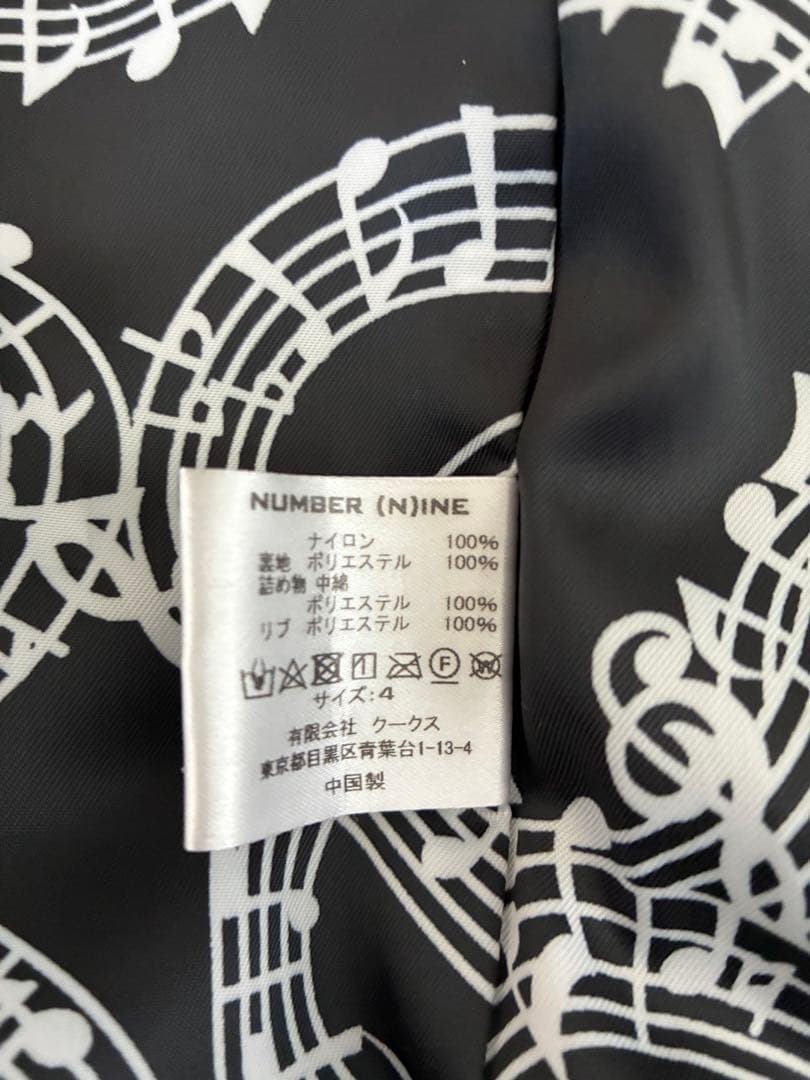 NUMBER (N)INE
ナイロン 100%
裏地 ポリエステル 100%
詰め物 中綿
ポリエステル 100%
リブ ポリエステル 100%
F W
サイズ:4
有限会社 クークス
東京都目黒区青葉台1-13-4
中国製